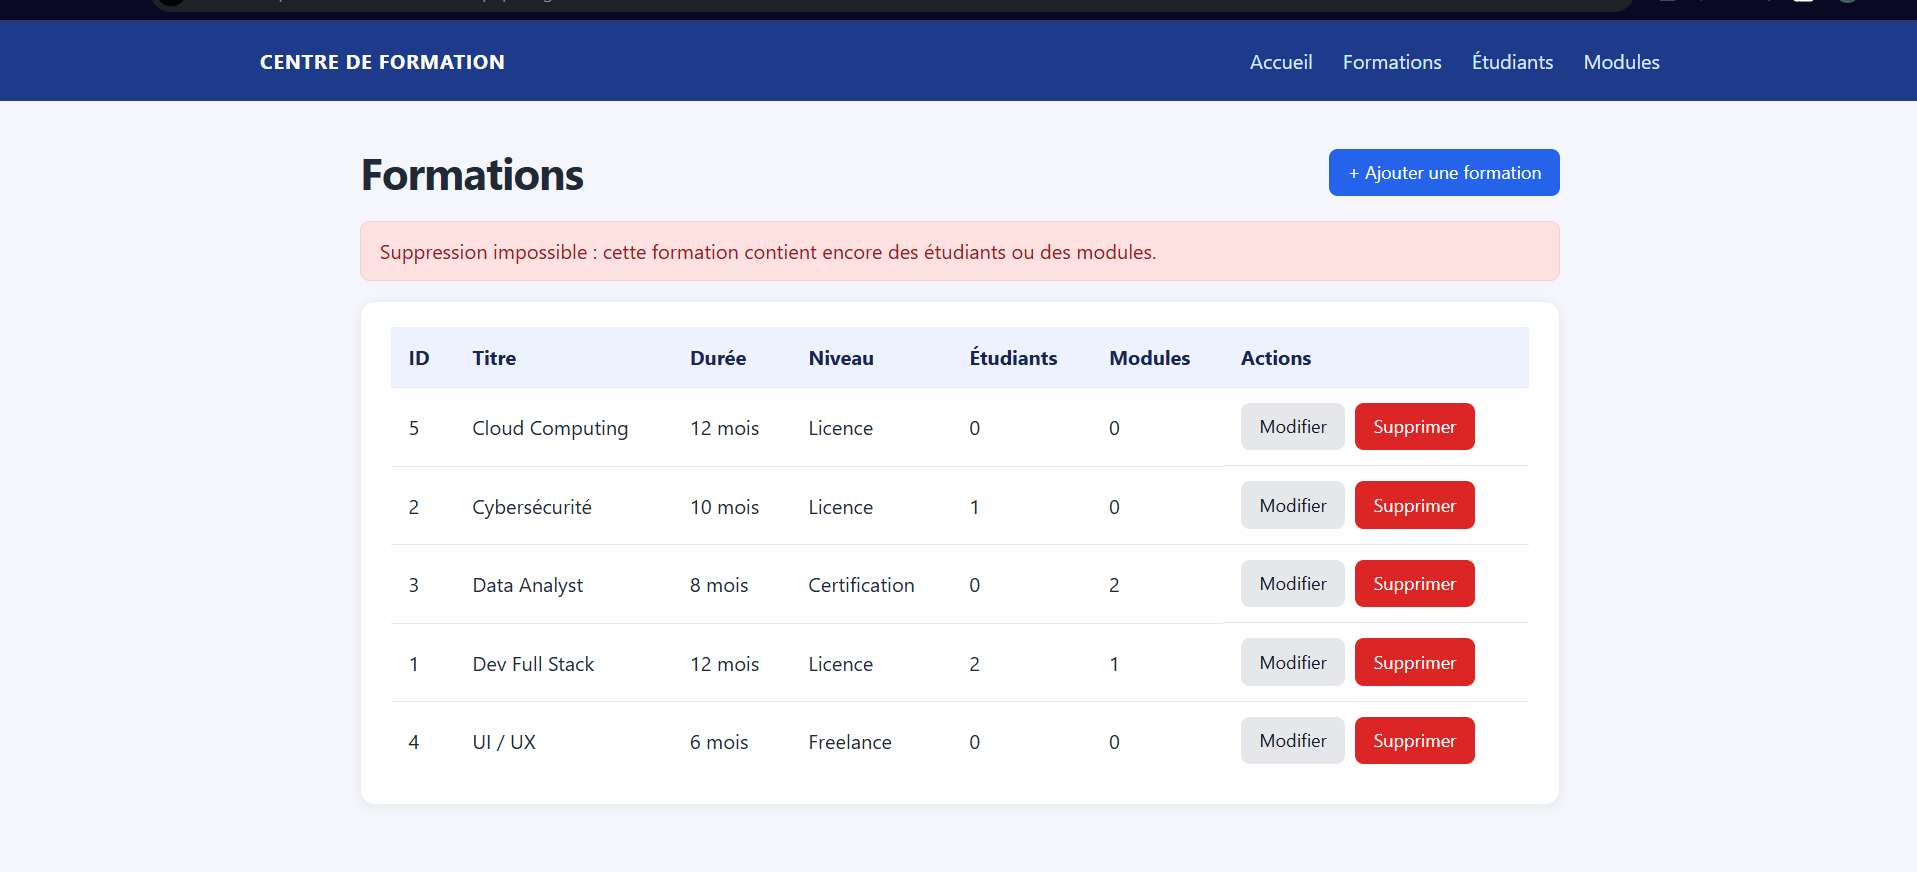 CENTRE DE FORMATION Accueil Formations Étudiants Modules
Formations + Ajouter une formation
Suppression impossible : cette formation contient encore des étudiants ou des modules.
ID Titre Durée Niveau Étudiants Modules Actions
5 Cloud Computing 12 mois Licence 0 0 Modifier Supprimer
2 Cybersécurité 10 mois Licence 1 0 Modifier Supprimer
3 Data Analyst 8 mois Certification 0 2 Modifier Supprimer
1 Dev Full Stack 12 mois Licence 2 1 Modifier Supprimer
4 UI / UX 6 mois Freelance 0 0 Modifier Supprimer